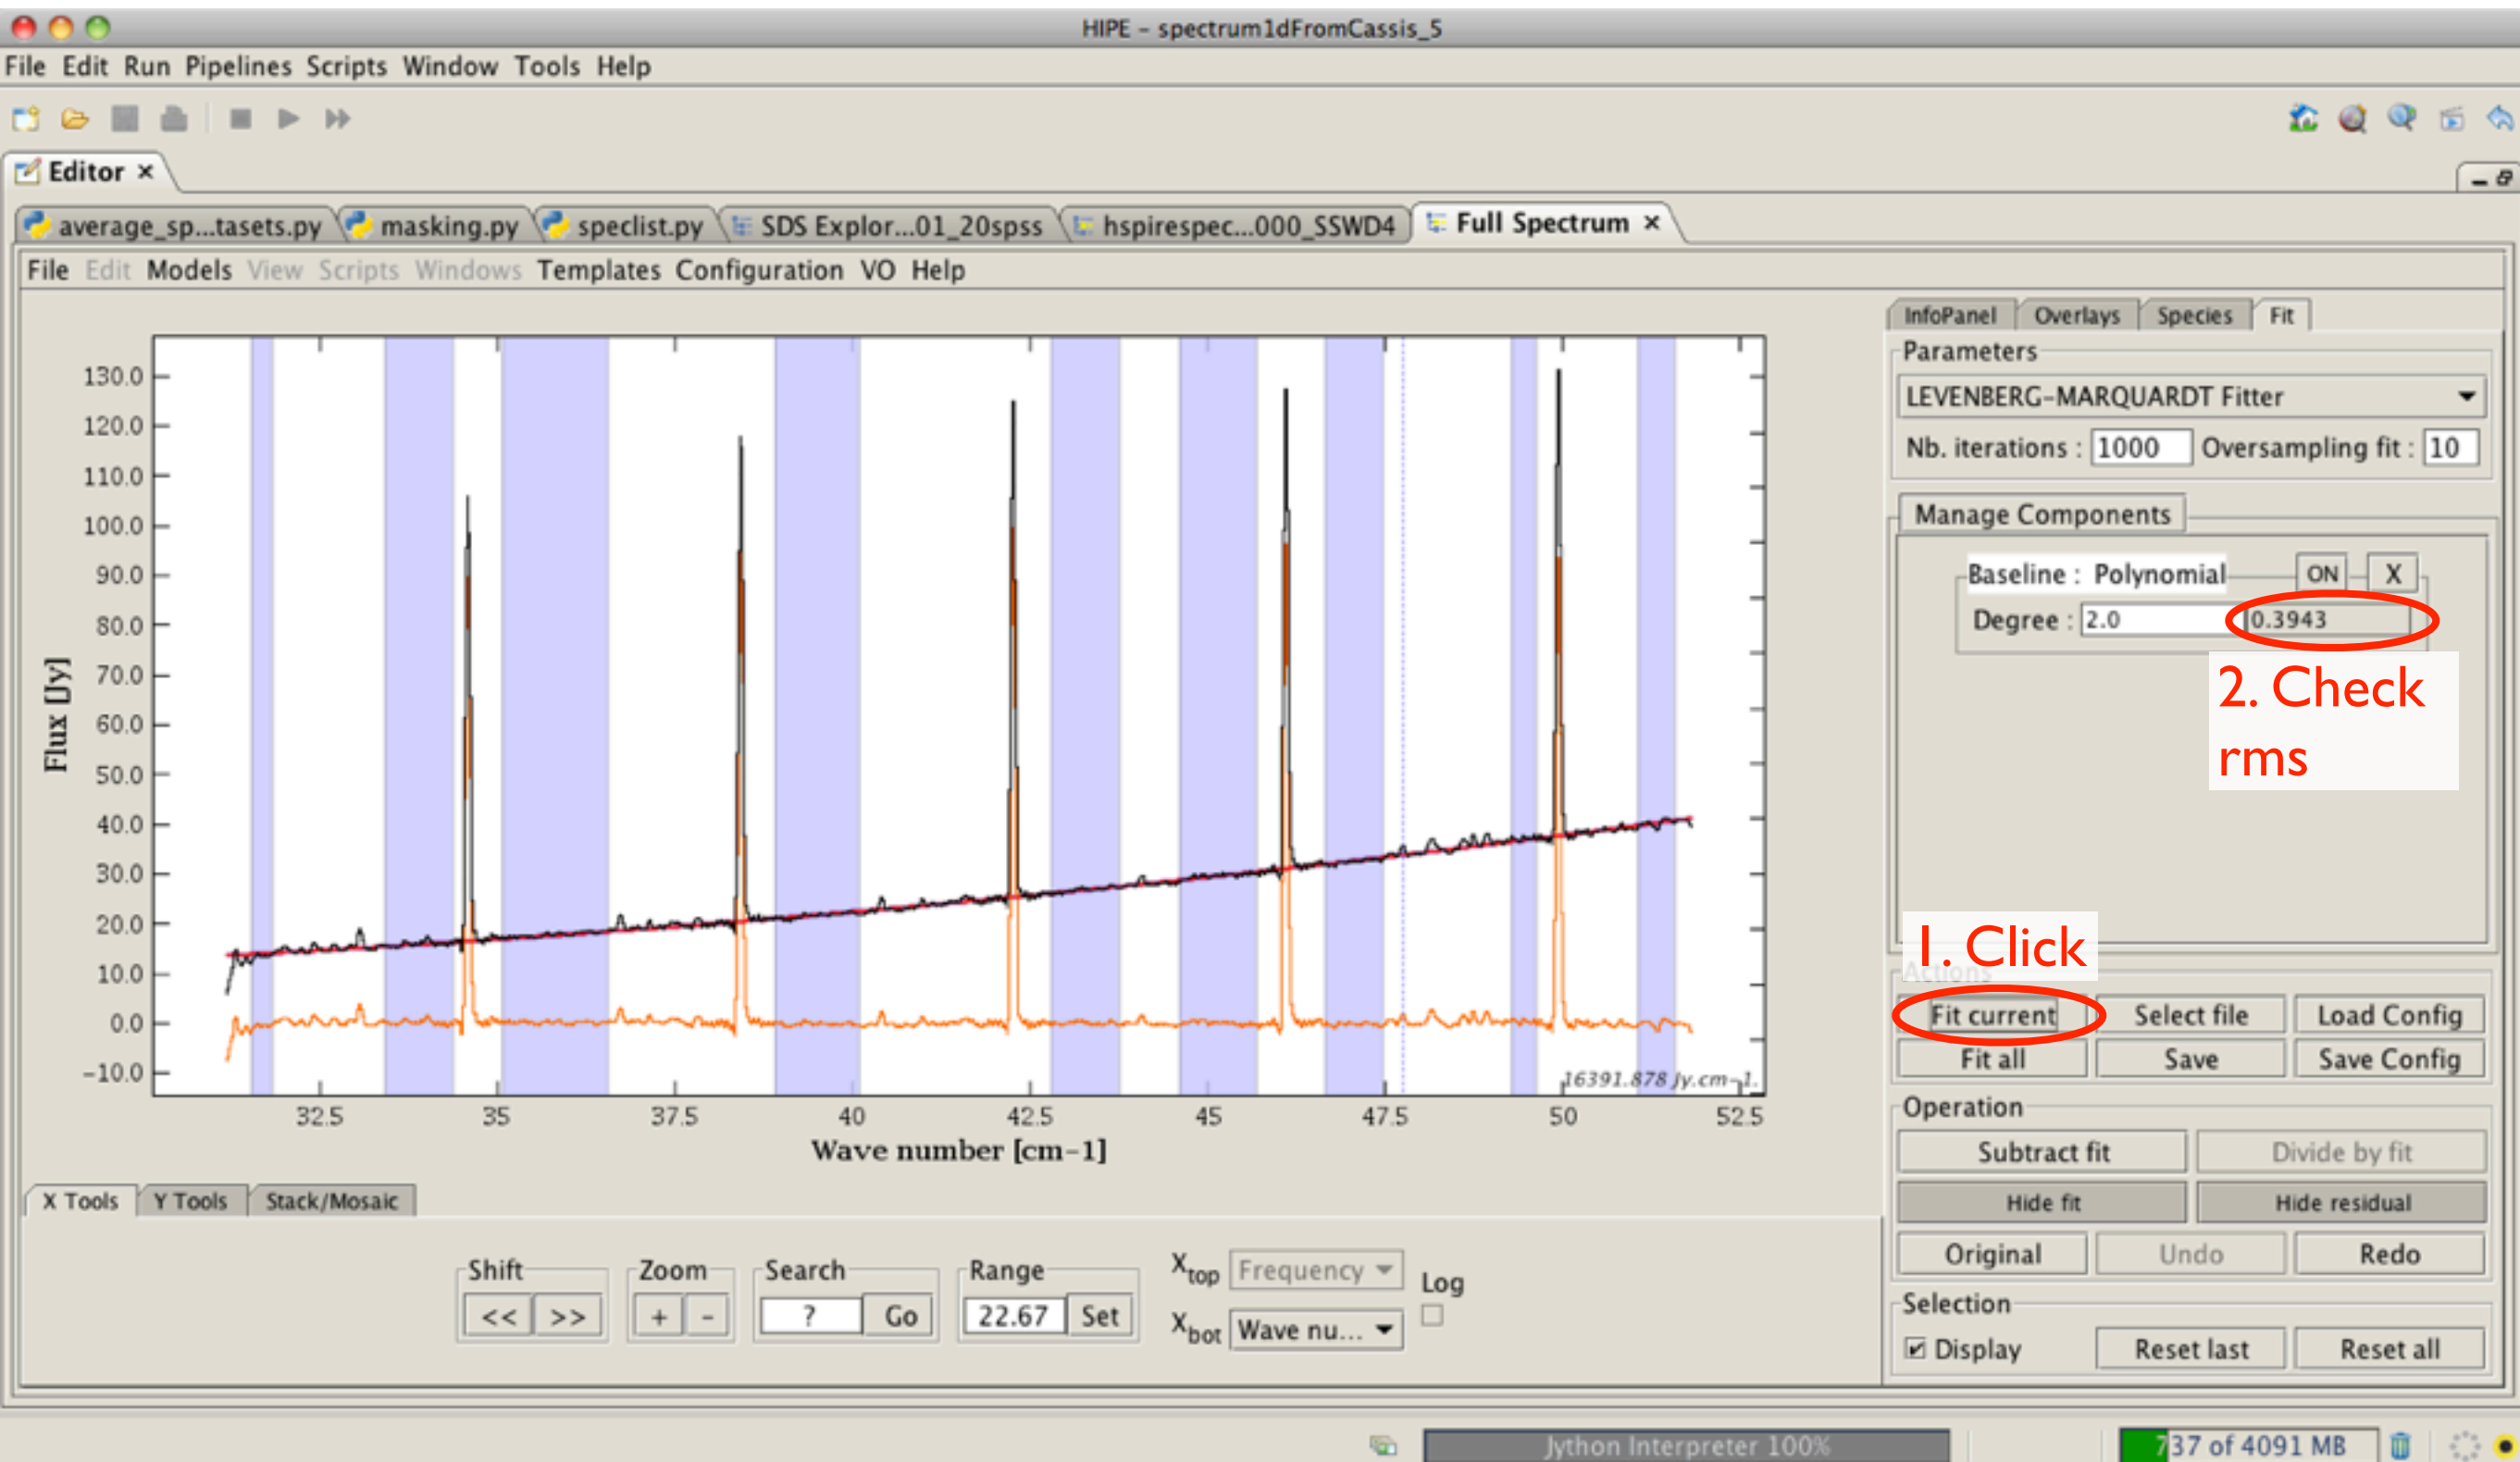 HIPE - spectrum1dFromCassis_5
File Edit Run Pipelines Scripts Window Tools Help
Editor ×
average_sp...tasets.py masking.py speclist.py SDS Explor...01_20spss hspirespec...000_SSWD4 Full Spectrum ×
File Edit Models View Scripts Windows Templates Configuration VO Help
InfoPanel Overlays Species Fit
Parameters
LEVENBERG-MARQUARDT Fitter
Nb. iterations : 1000 Oversampling fit : 10
Manage Components
Baseline : Polynomial ON X
Degree : 2.0 0.3943
2. Check
rms
1. Click
Actions
Fit current Select file Load Config
Fit all Save Save Config
Operation
Subtract fit Divide by fit
Hide fit Hide residual
Original Undo Redo
Selection
Display Reset last Reset all
130.0
120.0
110.0
100.0
90.0
80.0
70.0
60.0
50.0
40.0
30.0
20.0
10.0
0.0
-10.0
Flux [Jy]
16391.878 Jy.cm-1.
32.5 35 37.5 40 42.5 45 47.5 50 52.5
Wave number [cm-1]
X Tools Y Tools Stack/Mosaic
Shift Zoom Search Range Xtop Frequency Log
<< >> + - ? Go 22.67 Set Xbot Wave nu...
Jython Interpreter 100% 737 of 4091 MB